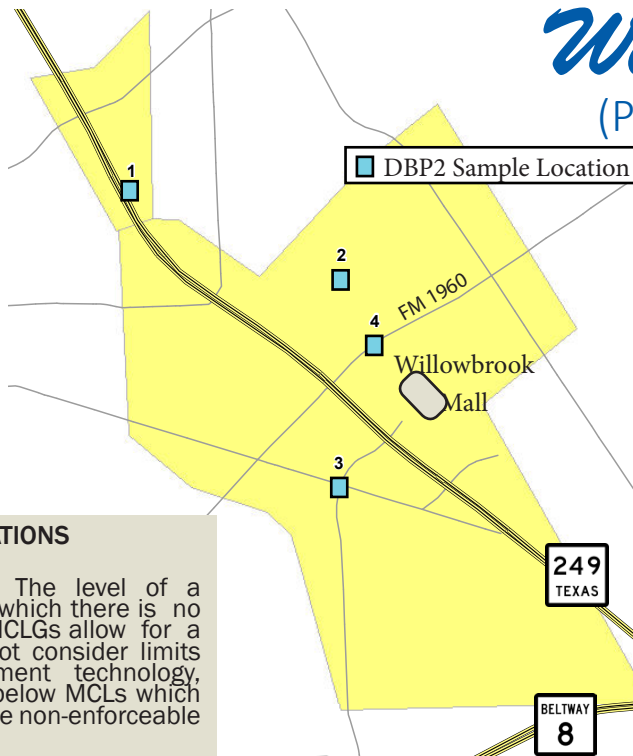 (P
DBP2 Sample Location
1
2
FM 1960
4
Willowbrook
Mall
3
ATIONS
The level of a
which there is no
MCLGs allow for a
ot consider limits
ment technology,
below MCLs which
e non-enforceable
249
TEXAS
BELTWAY
8